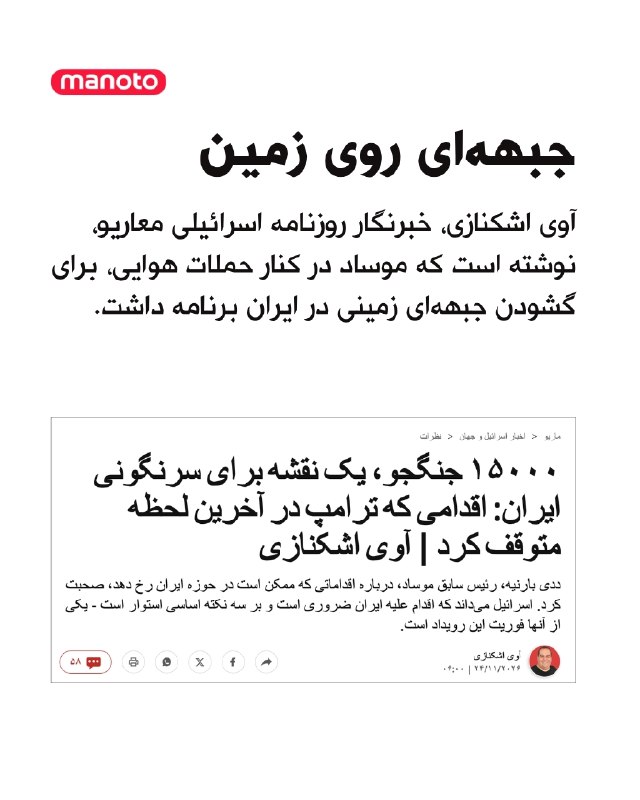 manoto
جبهه‌ای روی زمین
آوی اشکنازی، خبرنگار روزنامه اسرائیلی معاریو،
نوشته است که موساد در کنار حملات هوایی، برای
گشودن جبهه‌ای زمینی در ایران برنامه داشت.
ماریو > اخبار اسرائیل و جهان > نظرات
۱۵۰۰۰ جنگجو، یک نقشه برای سرنگونی
ایران: اقدامی که ترامپ در آخرین لحظه
متوقف کرد | آوی اشکنازی
ددی بارنیه، رئیس سابق موساد، درباره اقداماتی که ممکن است در حوزه ایران رخ دهد، صحبت
کرد. اسرائیل می‌داند که اقدام علیه ایران ضروری است و بر سه نکته اساسی استوار است - یکی
از آنها فوریت این رویداد است.
آوی اشکنازی
۲۴/۱۱/۲۰۲۶ | ۰۶:۰۰
۵۸